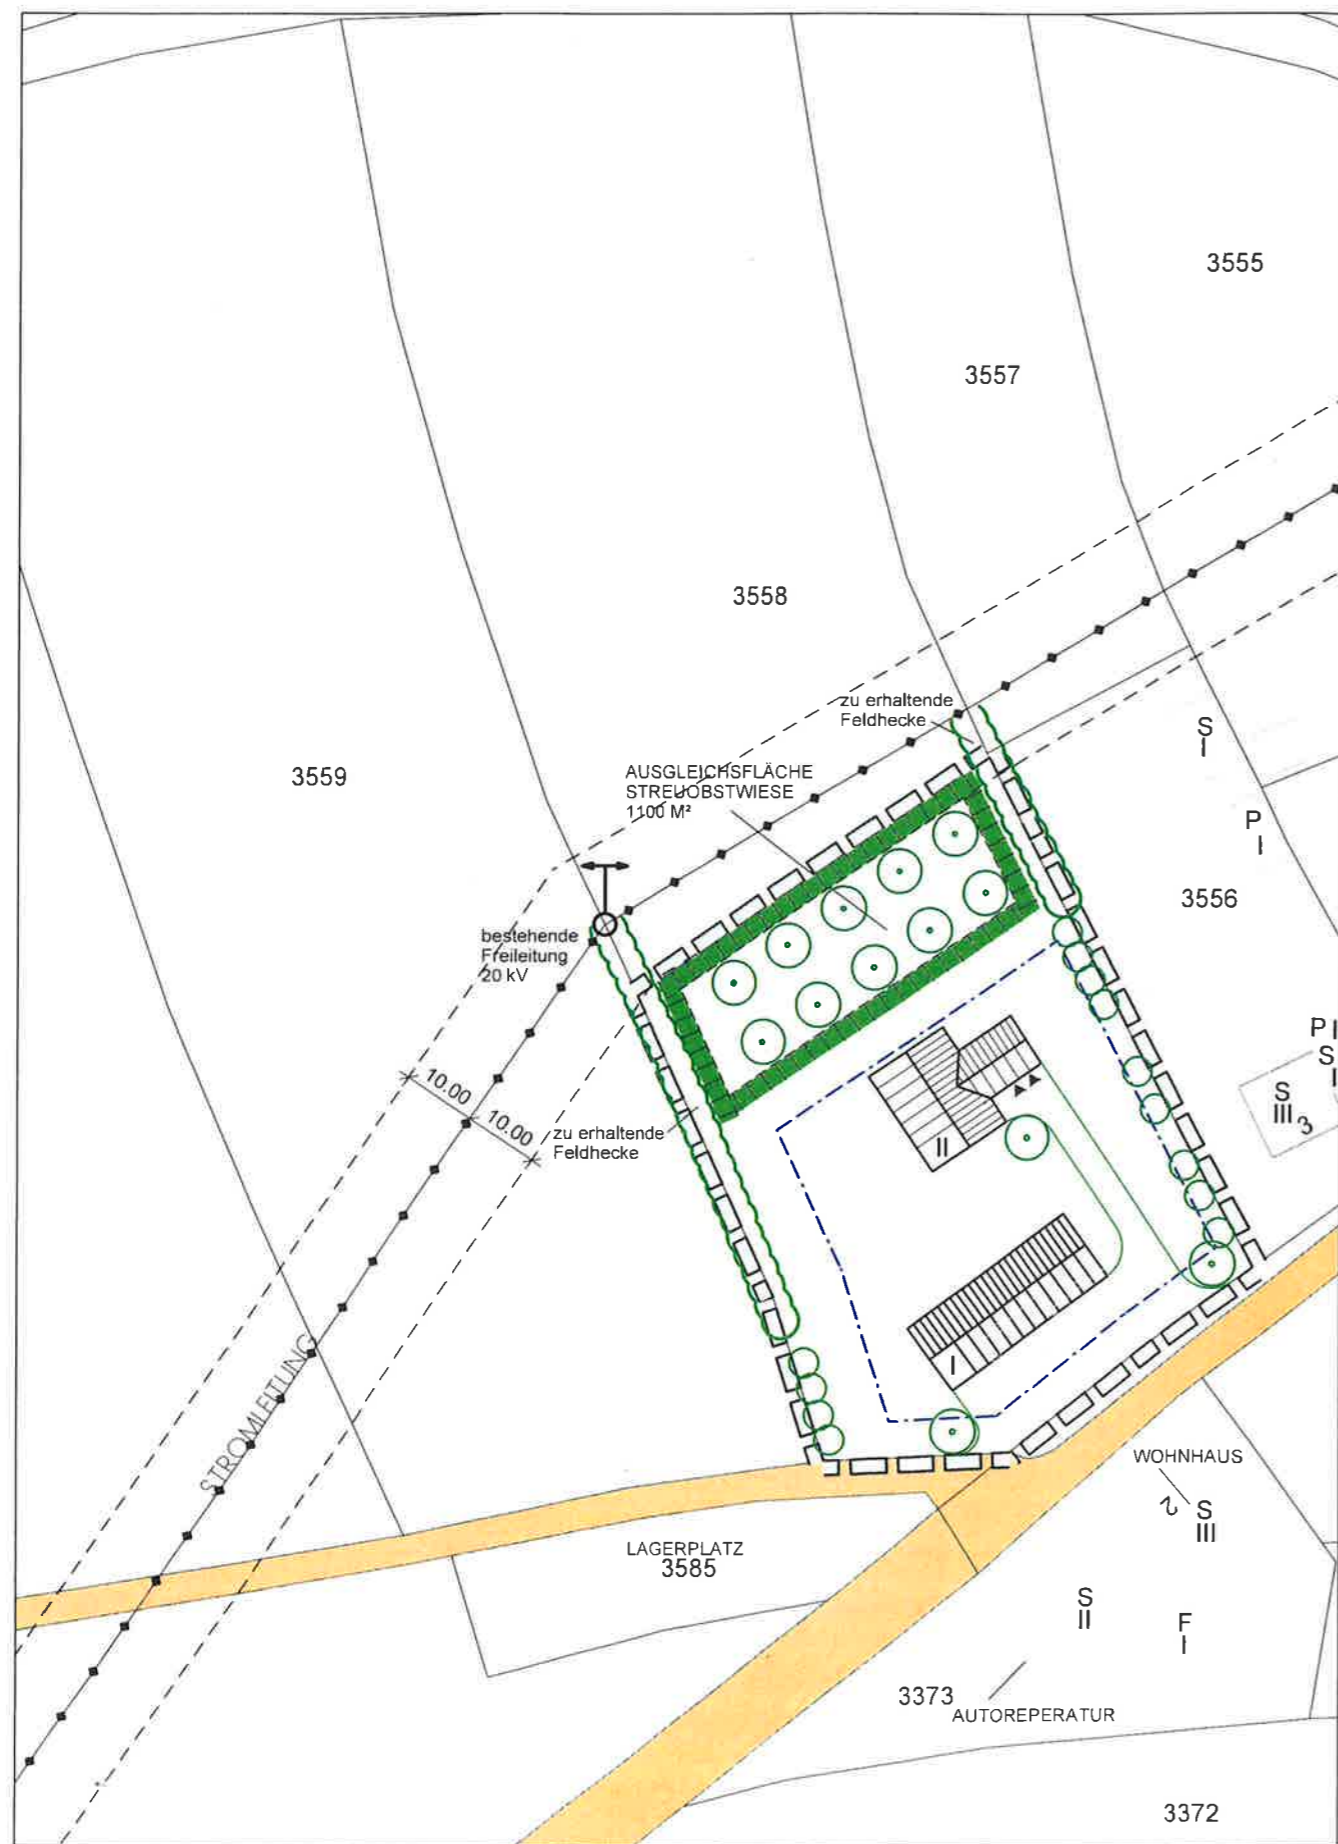 3555
3557
3558
zu erhaltende
Feldhecke
S
I
3559
AUSGLEICHSFLÄCHE
STREUOBSTWIESE
1100 M²
P
I
3556
bestehende
Freileitung
20 kV
P I
S
I
10.00
10.00
zu erhaltende
Feldhecke
S
III
3
II
I
STROMLEITUNG
WOHNHAUS
2
S
III
LAGERPLATZ
3585
S
II
F
I
3373
AUTOREPERATUR
3372